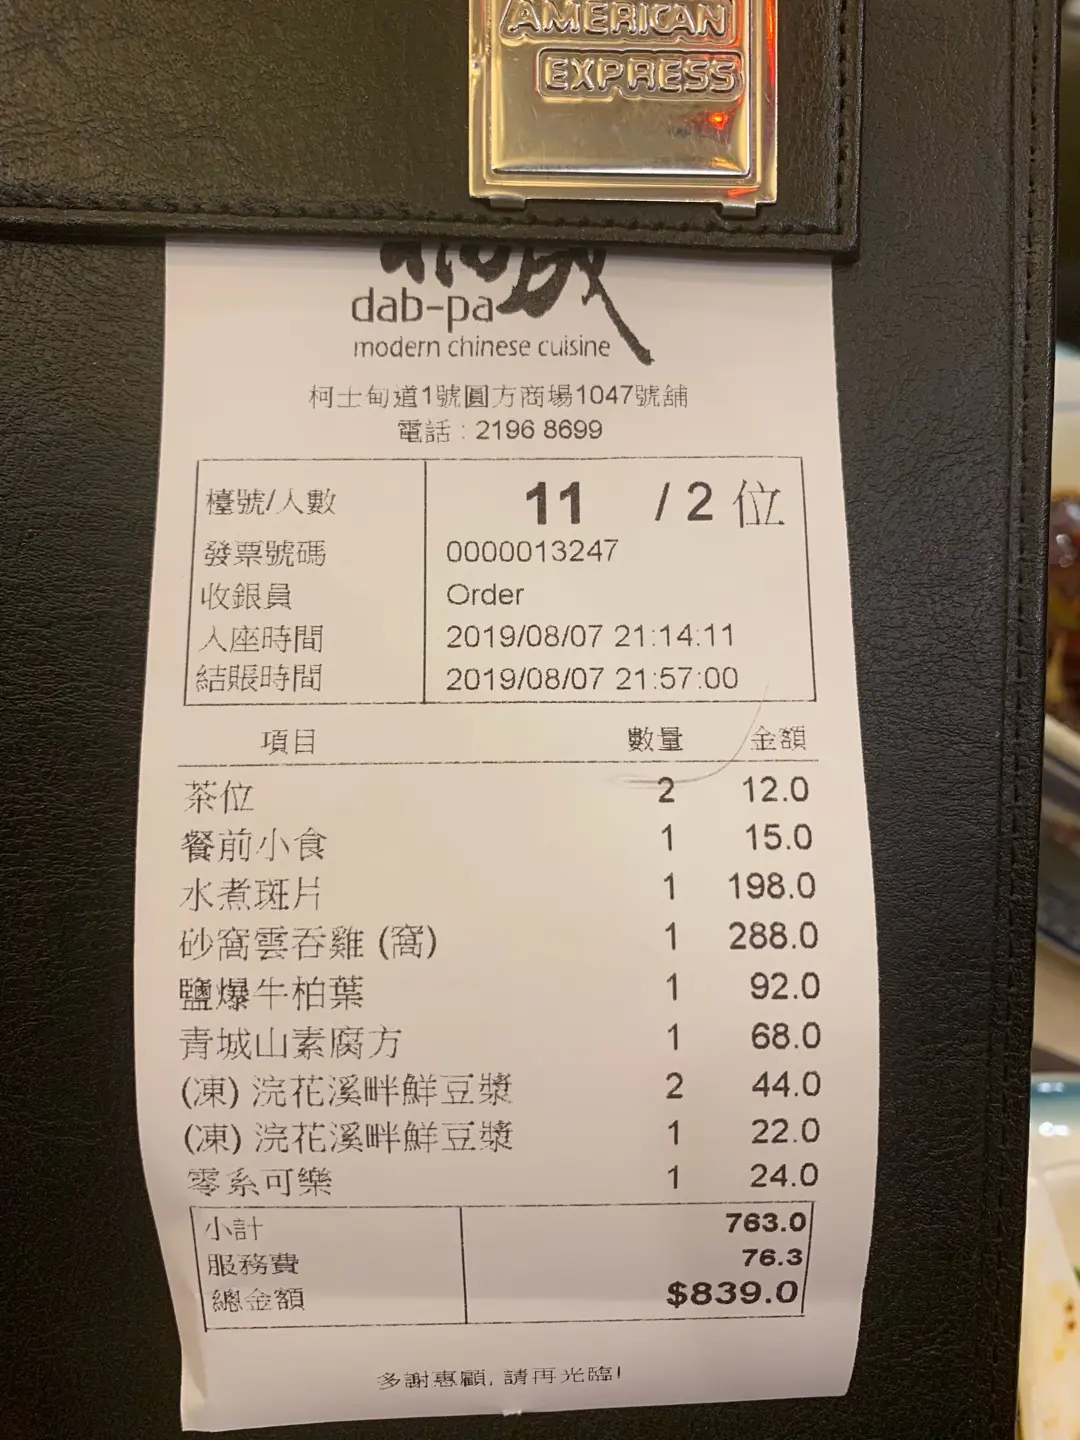 AMERICAN
EXPRESS
dab-pa
modern chinese cuisine
柯士甸道1號圓方商場1047號舖
電話 : 2196 8699
檯號/人數 11 / 2 位
發票號碼 0000013247
收銀員 Order
入座時間 2019/08/07 21:14:11
結賬時間 2019/08/07 21:57:00
項目 數量 金額
茶位 2 12.0
餐前小食 1 15.0
水煮斑片 1 198.0
砂窩雲吞雞 (窩) 1 288.0
鹽爆牛柏葉 1 92.0
青城山素腐方 1 68.0
(凍) 浣花溪畔鮮豆漿 2 44.0
(凍) 浣花溪畔鮮豆漿 1 22.0
零系可樂 1 24.0
小計 763.0
服務費 76.3
總金額 $839.0
多謝惠顧, 請再光臨!